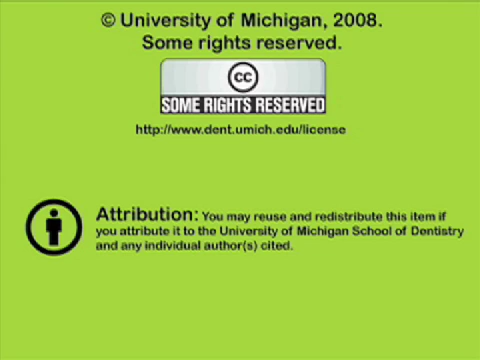 © University of Michigan, 2008.
Some rights reserved.
cc
SOME RIGHTS RESERVED
http://www.dent.umich.edu/license
Attribution: You may reuse and redistribute this item if
you attribute it to the University of Michigan School of Dentistry
and any individual author(s) cited.